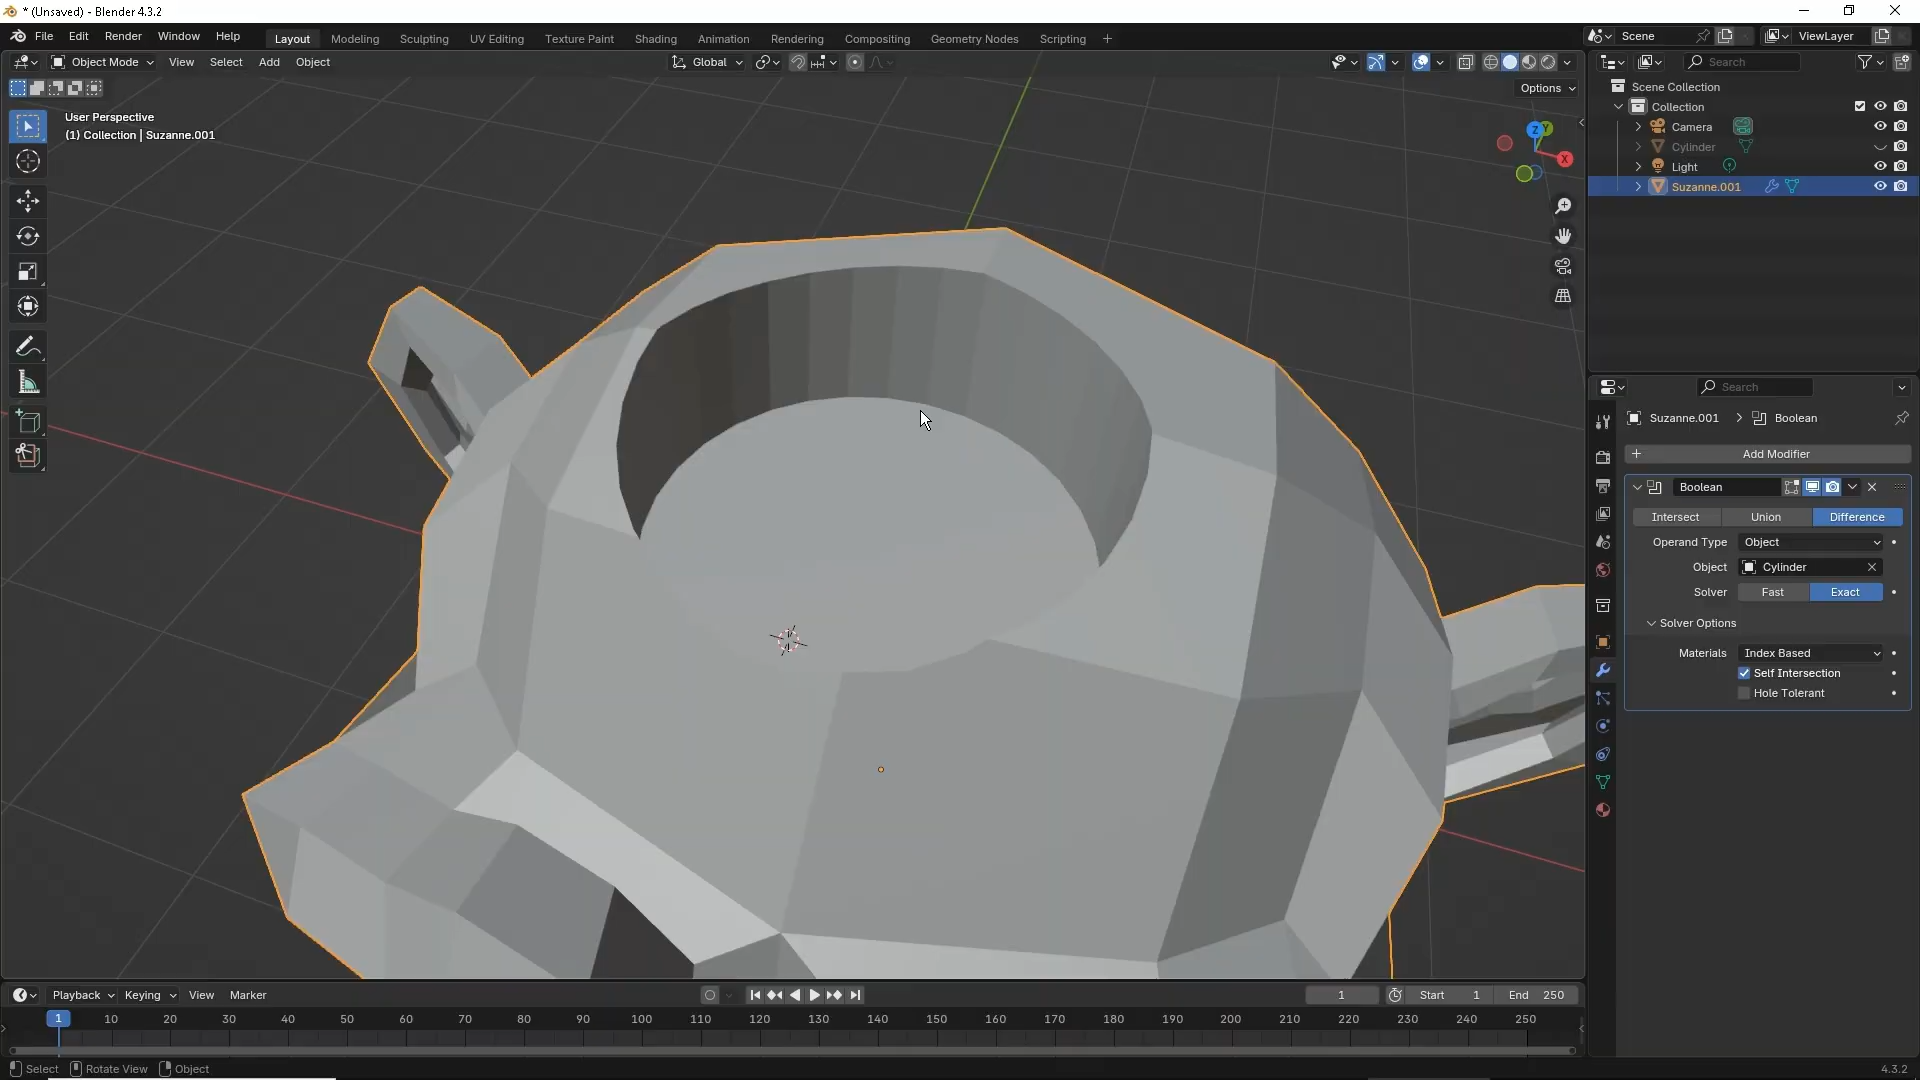 * (Unsaved) - Blender 4.3.2
File Edit Render Window Help
Layout Modeling Sculpting UV Editing Texture Paint Shading Animation Rendering Compositing Geometry Nodes Scripting +
Scene ViewLayer
Object Mode View Select Add Object
Global
Search
Options
User Perspective
(1) Collection | Suzanne.001
Z
Y
X
Scene Collection
Collection
Camera
Cylinder
Light
Suzanne.001
Search
Suzanne.001 > Boolean
+ Add Modifier
Boolean
Intersect Union Difference
Operand Type Object
Object Cylinder
Solver Fast Exact
Solver Options
Materials Index Based
Self Intersection
Hole Tolerant
Playback Keying View Marker
1 Start 1 End 250
1 10 20 30 40 50 60 70 80 90 100 110 120 130 140 150 160 170 180 190 200 210 220 230 240 250
Select Rotate View Object
4.3.2